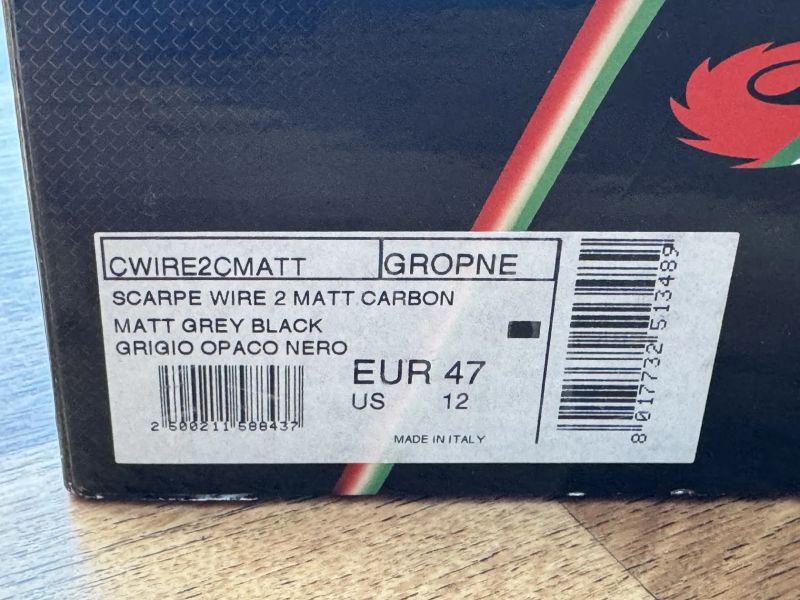 CWIRE2CMATT GROPNE
SCARPE WIRE 2 MATT CARBON
MATT GREY BLACK
GRIGIO OPACO NERO
EUR 47
US 12
2 500211 588437
MADE IN ITALY
8 017732 513489